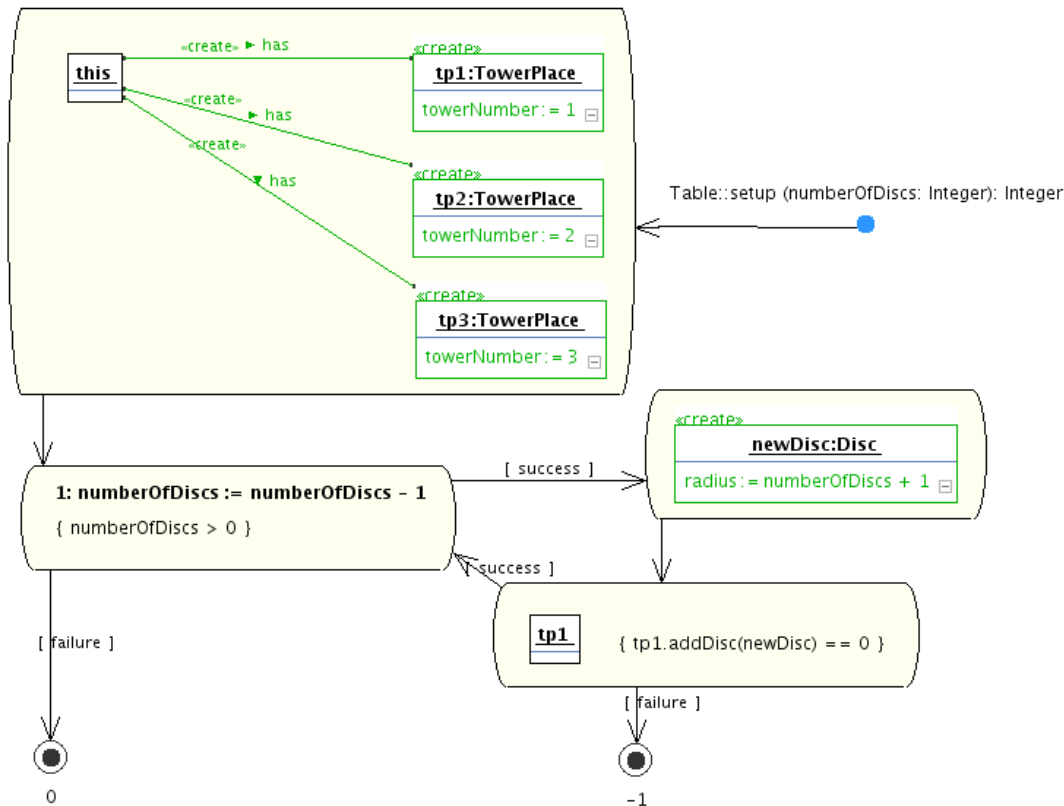 «create» ► has
«create»
this
tp1:TowerPlace
towerNumber:= 1
«create» ► has
«create»
tp2:TowerPlace
towerNumber:= 2
«create» ▼ has
«create»
tp3:TowerPlace
towerNumber:= 3
Table::setup (numberOfDiscs: Integer): Integer
«create»
newDisc:Disc
radius:= numberOfDiscs + 1
[ success ]
1: numberOfDiscs := numberOfDiscs - 1
{ numberOfDiscs > 0 }
[ success ]
tp1
{ tp1.addDisc(newDisc) == 0 }
[ failure ]
[ failure ]
0
-1